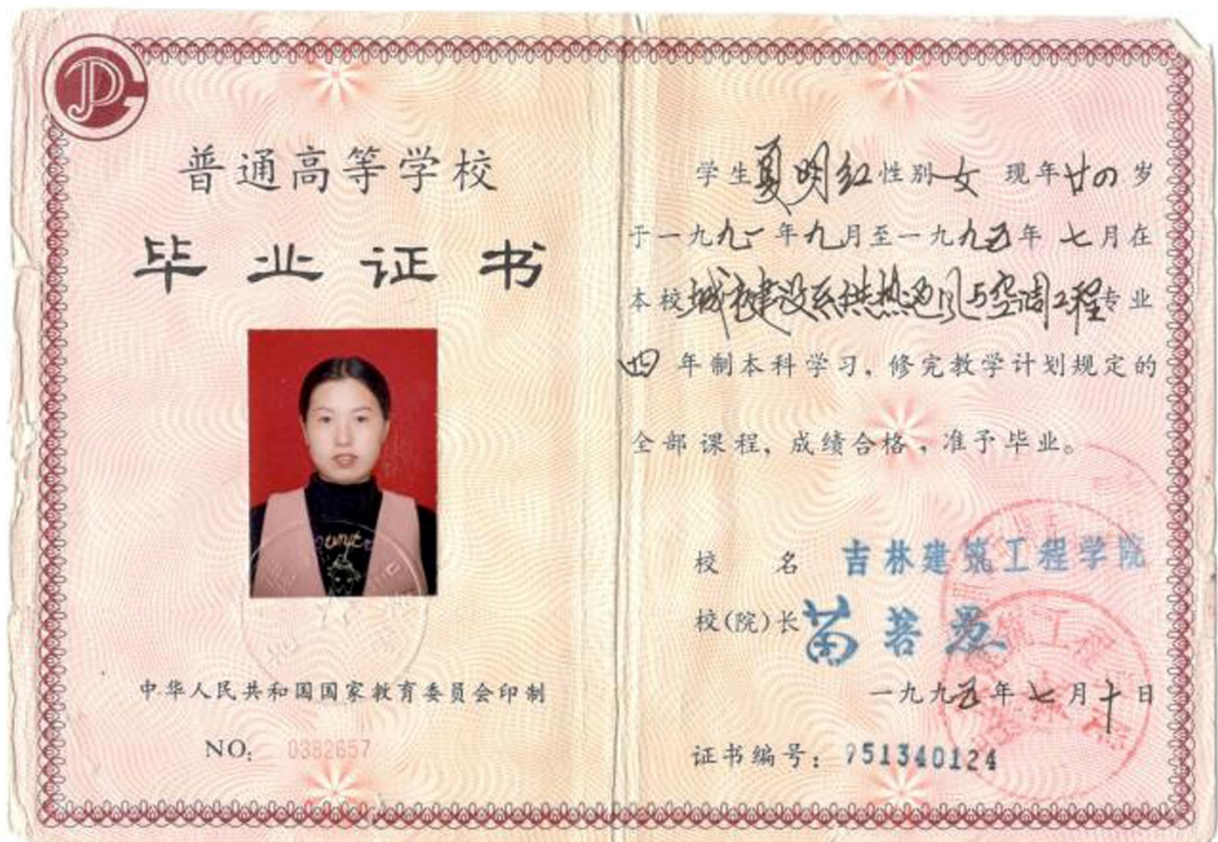 普通高等学校
毕业证书
中华人民共和国国家教育委员会印制
NO: 0382657
学生夏明红性别女 现年廿四岁
于一九九一年九月至一九九五年七月在
本校城市建设系供热通风与空调工程专业
四年制本科学习,修完教学计划规定的
全部课程,成绩合格,准予毕业。
校 名 吉林建筑工程学院
校(院)长 苗若愚
一九九五年七月十日
证书编号:951340124